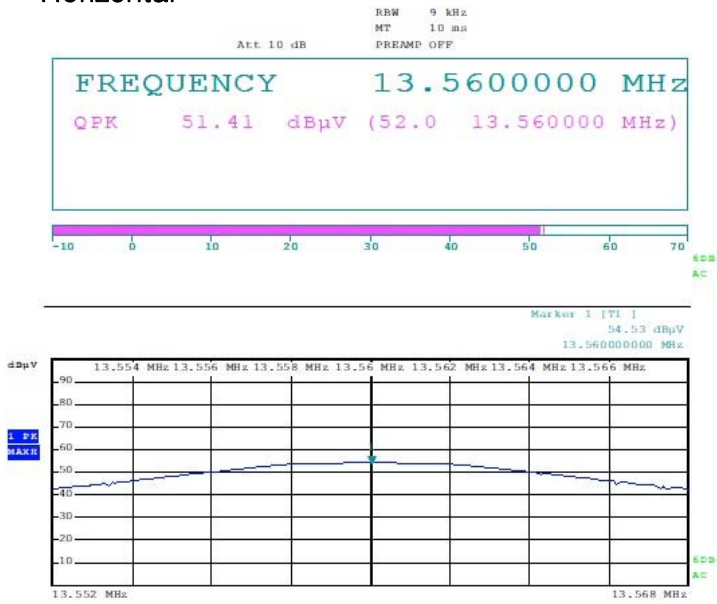 Horizontal
RBW 9 kHz
MT 10 ms
Att 10 dB PREAMP OFF
FREQUENCY 13.5600000 MHz
QPK 51.41 dBµV (52.0 13.560000 MHz)
-10 0 10 20 30 40 50 60 70
6DB
AC
Marker 1 [T1 ]
54.53 dBµV
13.560000000 MHz
dBµV 13.554 MHz 13.556 MHz 13.558 MHz 13.56 MHz 13.562 MHz 13.564 MHz 13.566 MHz
90
80
70
1 PK
MAXH
60
50
40
30
20
10
6DB
AC
13.552 MHz 13.568 MHz